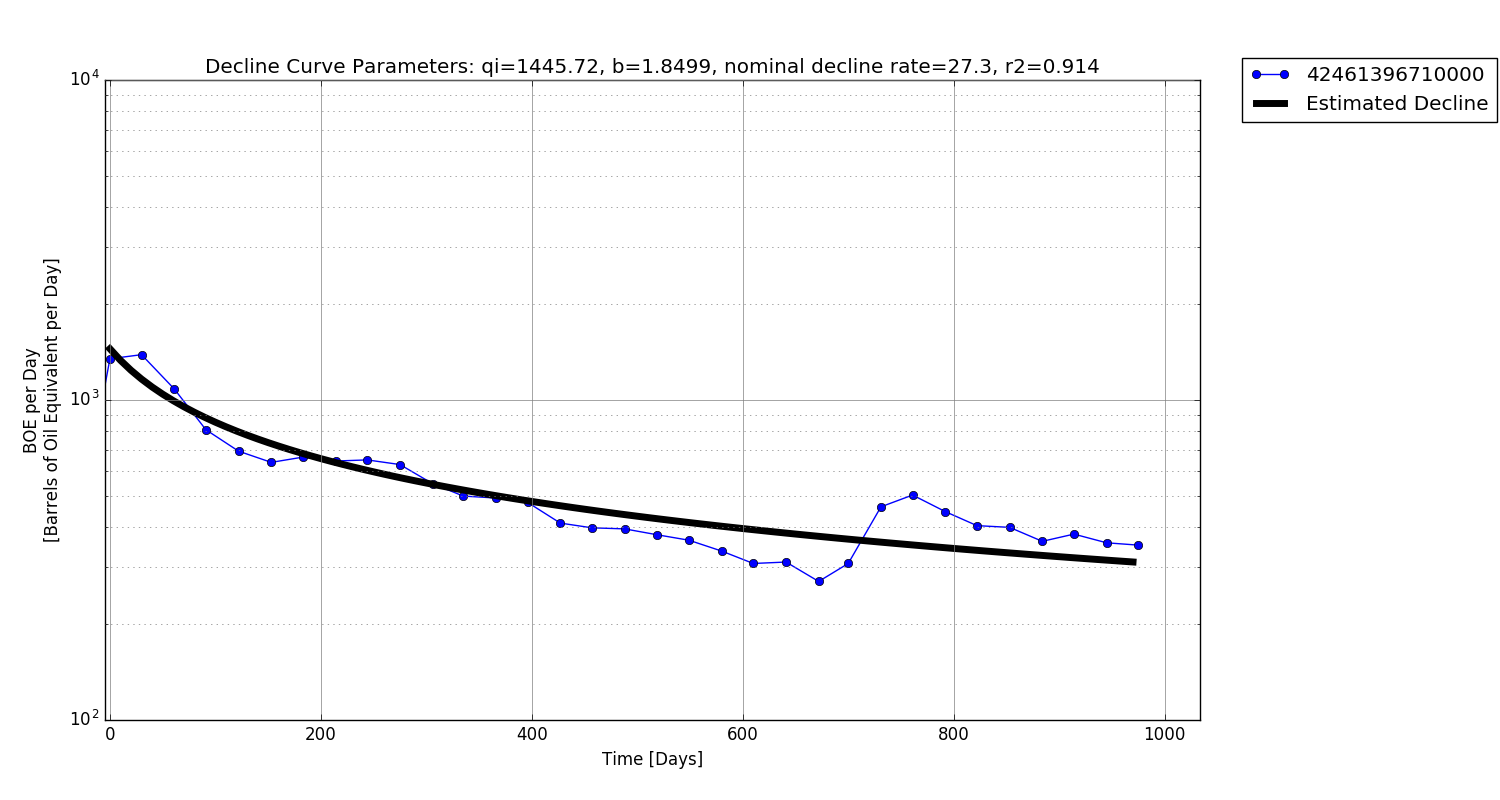 Decline Curve Parameters: qi=1445.72, b=1.8499, nominal decline rate=27.3, r2=0.914
42461396710000
Estimated Decline
BOE per Day
[Barrels of Oil Equivalent per Day]
10^4
10^3
10^2
0 200 400 600 800 1000
Time [Days]